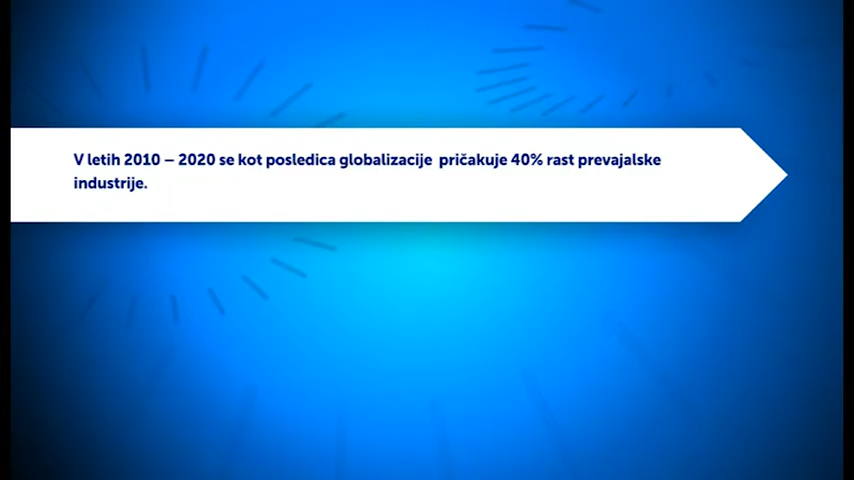 V letih 2010 – 2020 se kot posledica globalizacije  pričakuje 40% rast prevajalske
industrije.